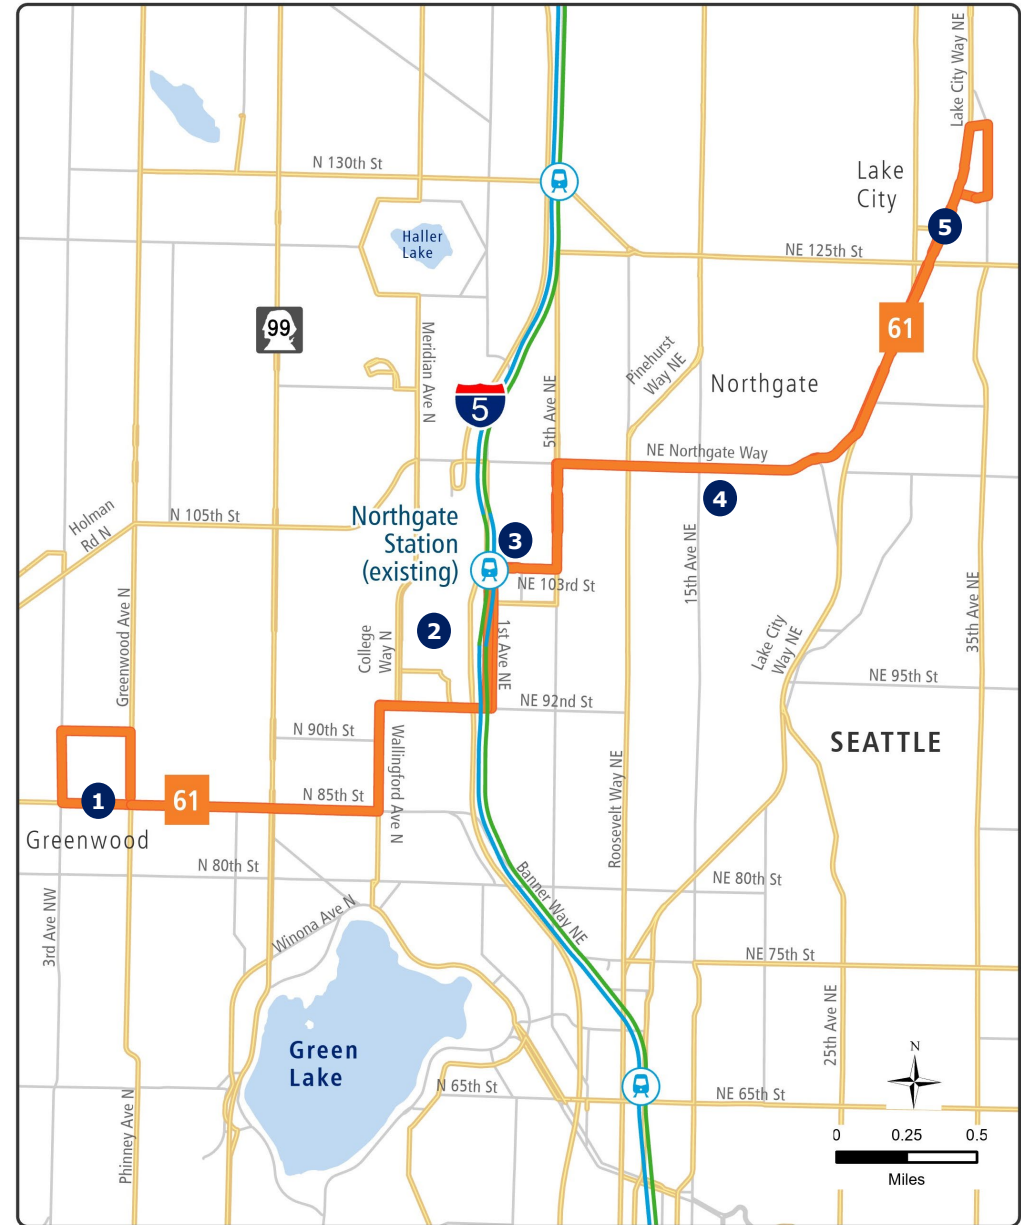 Lake City Way NE
N 130th St
Lake
City
5
Haller
Lake
NE 125th St
99
61
Meridian Ave N
Pinehurst
Way NE
Northgate
5
5th Ave NE
NE Northgate Way
4
Holman
Rd N
N 105th St
Northgate
Station
(existing)
3
NE 103rd St
15th Ave NE
35th Ave NE
Greenwood Ave N
College
Way N
2
1st Ave NE
Lake City
Way NE
NE 95th St
NE 92nd St
N 90th St
Wallingford Ave N
SEATTLE
Roosevelt Way NE
1
61
N 85th St
Greenwood
N 80th St
Banner Way NE
NE 80th St
3rd Ave NW
Winona Ave N
NE 75th St
25th Ave NE
Green
Lake
N
N 65th St
NE 65th St
Phinney Ave N
0 0.25 0.5
Miles